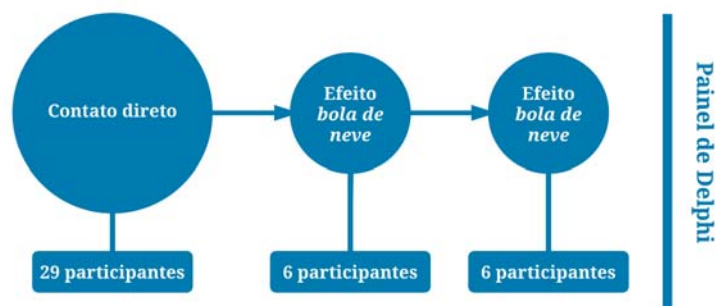 Contato direto
Efeito
bola de
neve
Efeito
bola de
neve
29 participantes
6 participantes
6 participantes
Painel de Delphi